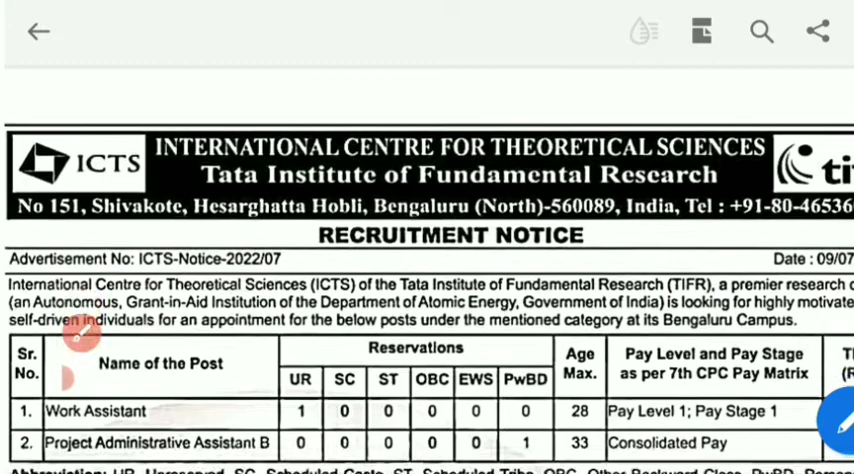 ICTS
INTERNATIONAL CENTRE FOR THEORETICAL SCIENCES
Tata Institute of Fundamental Research
No 151, Shivakote, Hesarghatta Hobli, Bengaluru (North)-560089, India, Tel : +91-80-46536
RECRUITMENT NOTICE
Advertisement No: ICTS-Notice-2022/07 Date : 09/07
International Centre for Theoretical Sciences (ICTS) of the Tata Institute of Fundamental Research (TIFR), a premier research
(an Autonomous, Grant-in-Aid Institution of the Department of Atomic Energy, Government of India) is looking for highly motivate
self-driven individuals for an appointment for the below posts under the mentioned category at its Bengaluru Campus.
Sr. No. Name of the Post Reservations Age Max. Pay Level and Pay Stage as per 7th CPC Pay Matrix
UR SC ST OBC EWS PwBD
1. Work Assistant 1 0 0 0 0 0 28 Pay Level 1; Pay Stage 1
2. Project Administrative Assistant B 0 0 0 0 0 1 33 Consolidated Pay